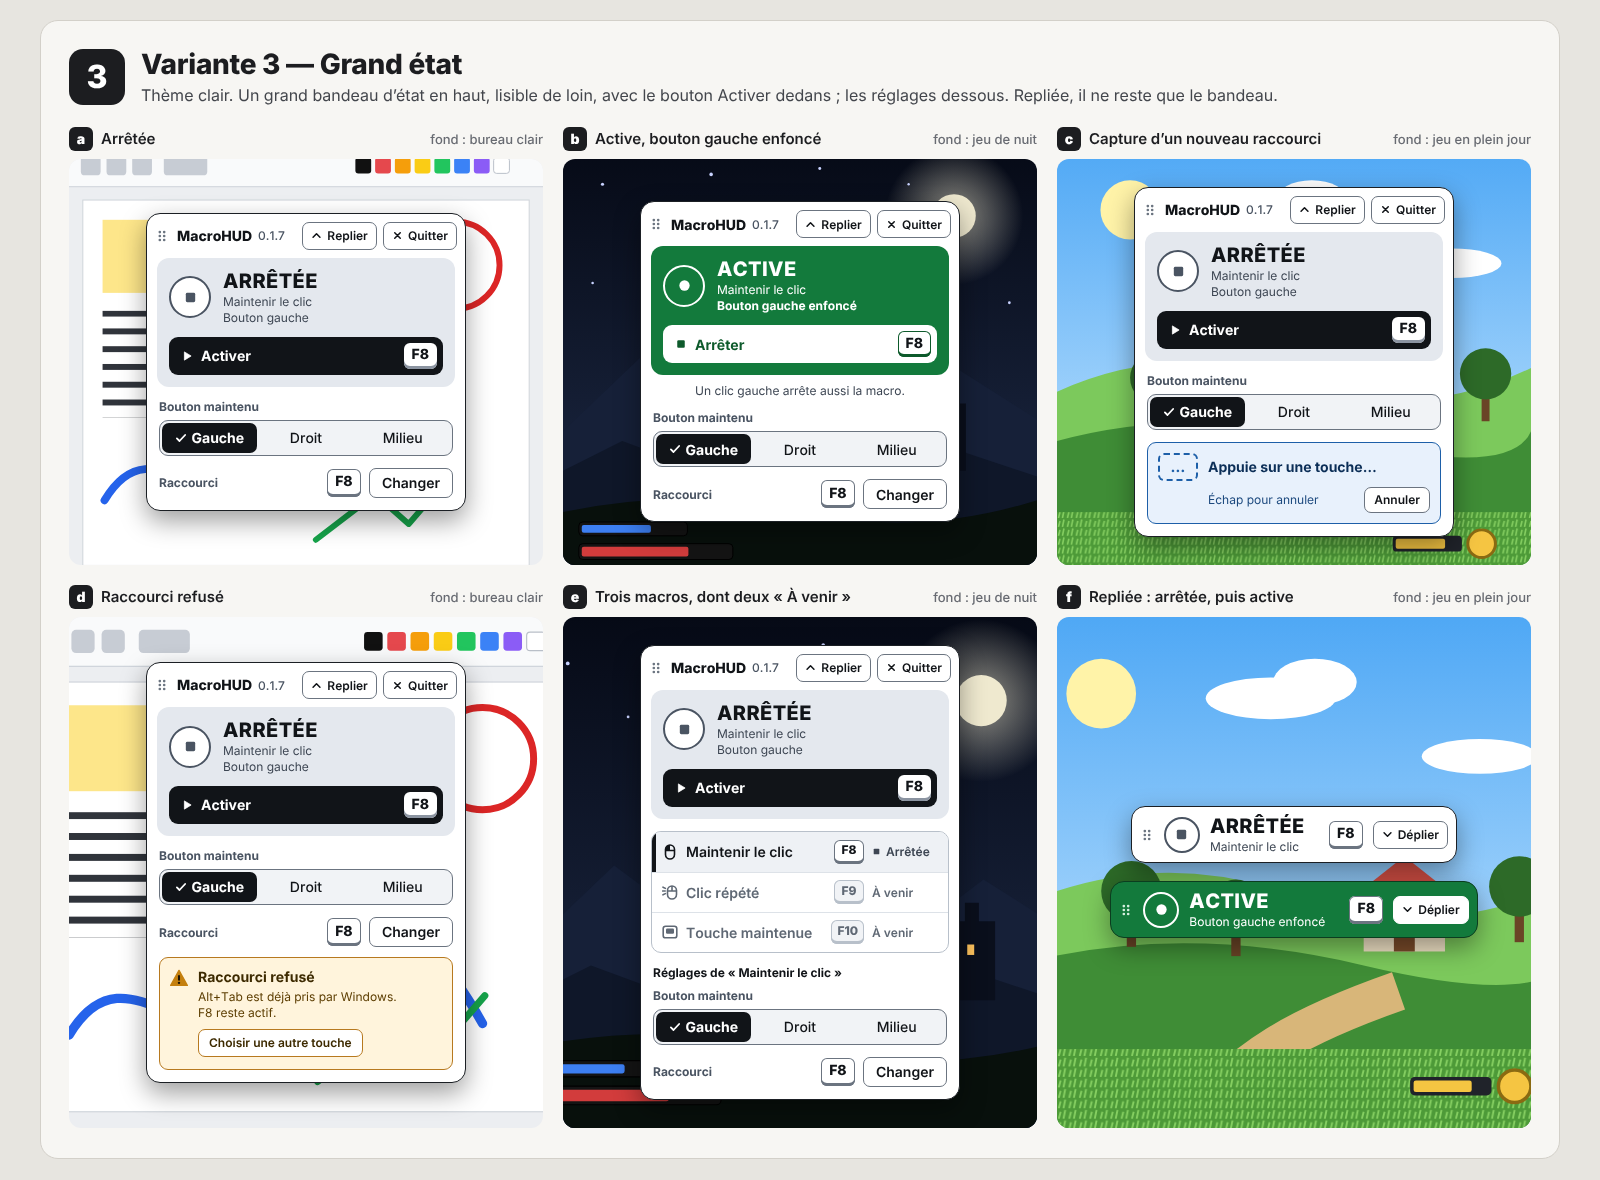 3
Variante 3 — Grand état
Thème clair. Un grand bandeau d’état en haut, lisible de loin, avec le bouton Activer dedans ; les réglages dessous. Repliée, il ne reste que le bandeau.
a Arrêtée fond : bureau clair
MacroHUD 0.1.7 Replier Quitter
ARRÊTÉE
Maintenir le clic
Bouton gauche
Activer F8
Bouton maintenu
Gauche Droit Milieu
Raccourci F8 Changer
b Active, bouton gauche enfoncé fond : jeu de nuit
MacroHUD 0.1.7 Replier Quitter
ACTIVE
Maintenir le clic
Bouton gauche enfoncé
Arrêter F8
Un clic gauche arrête aussi la macro.
Bouton maintenu
Gauche Droit Milieu
Raccourci F8 Changer
c Capture d’un nouveau raccourci fond : jeu en plein jour
MacroHUD 0.1.7 Replier Quitter
ARRÊTÉE
Maintenir le clic
Bouton gauche
Activer F8
Bouton maintenu
Gauche Droit Milieu
... Appuie sur une touche…
Échap pour annuler Annuler
d Raccourci refusé fond : bureau clair
MacroHUD 0.1.7 Replier Quitter
ARRÊTÉE
Maintenir le clic
Bouton gauche
Activer F8
Bouton maintenu
Gauche Droit Milieu
Raccourci F8 Changer
Raccourci refusé
Alt+Tab est déjà pris par Windows.
F8 reste actif.
Choisir une autre touche
e Trois macros, dont deux « À venir » fond : jeu de nuit
MacroHUD 0.1.7 Replier Quitter
ARRÊTÉE
Maintenir le clic
Bouton gauche
Activer F8
Maintenir le clic F8 Arrêtée
Clic répété F9 À venir
Touche maintenue F10 À venir
Réglages de « Maintenir le clic »
Bouton maintenu
Gauche Droit Milieu
Raccourci F8 Changer
f Repliée : arrêtée, puis active fond : jeu en plein jour
ARRÊTÉE
Maintenir le clic
F8 Déplier
ACTIVE
Bouton gauche enfoncé
F8 Déplier